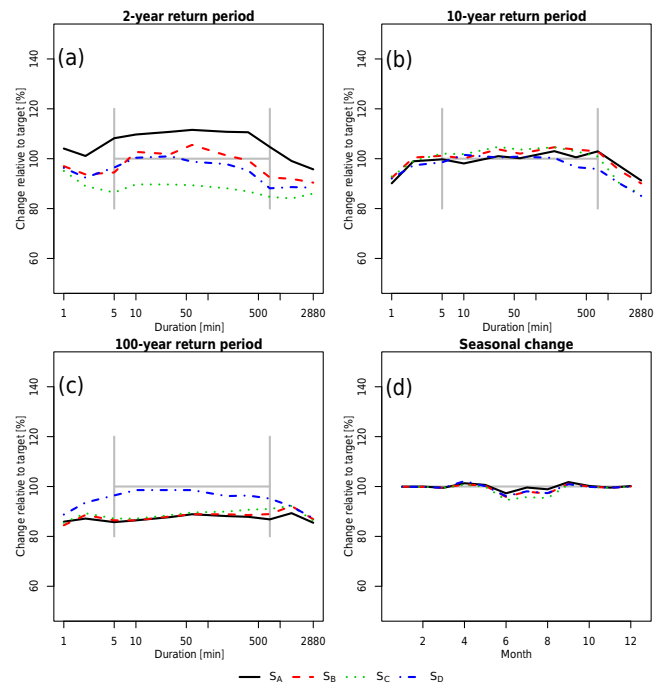 2-year return period
(a)
Change relative to target [%]
60 80 100 120 140
1 5 10 50 500 2880
Duration [min]
10-year return period
(b)
Change relative to target [%]
60 80 100 120 140
1 5 10 50 500 2880
Duration [min]
100-year return period
(c)
Change relative to target [%]
60 80 100 120 140
1 5 10 50 500 2880
Duration [min]
Seasonal change
(d)
Change relative to target [%]
60 80 100 120 140
2 4 6 8 10 12
Month
S_A S_B S_C S_D